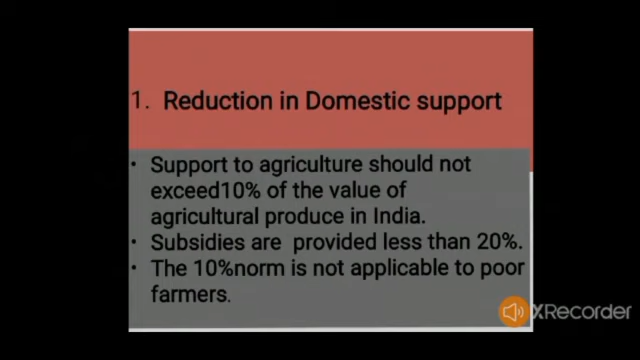 1. Reduction in Domestic support
• Support to agriculture should not
exceed10% of the value of
agricultural produce in India.
• Subsidies are provided less than 20%.
• The 10%norm is not applicable to poor
farmers.
XRecorder